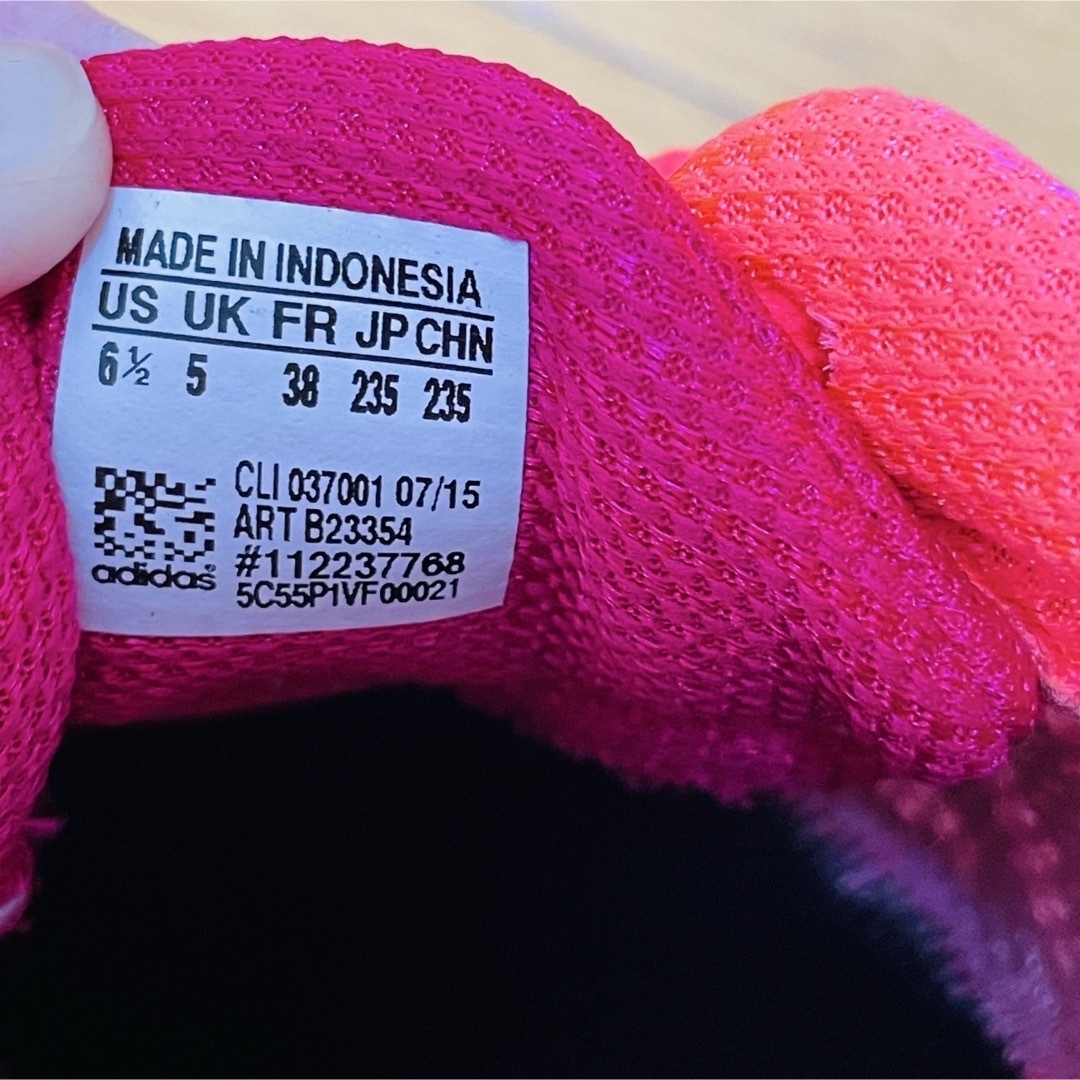 MADE IN INDONESIA
US UK FR JP CHN
6½ 5 38 235 235
CLI 037001 07/15
ART B23354
#112237768
adidas® 5C55P1VF00021